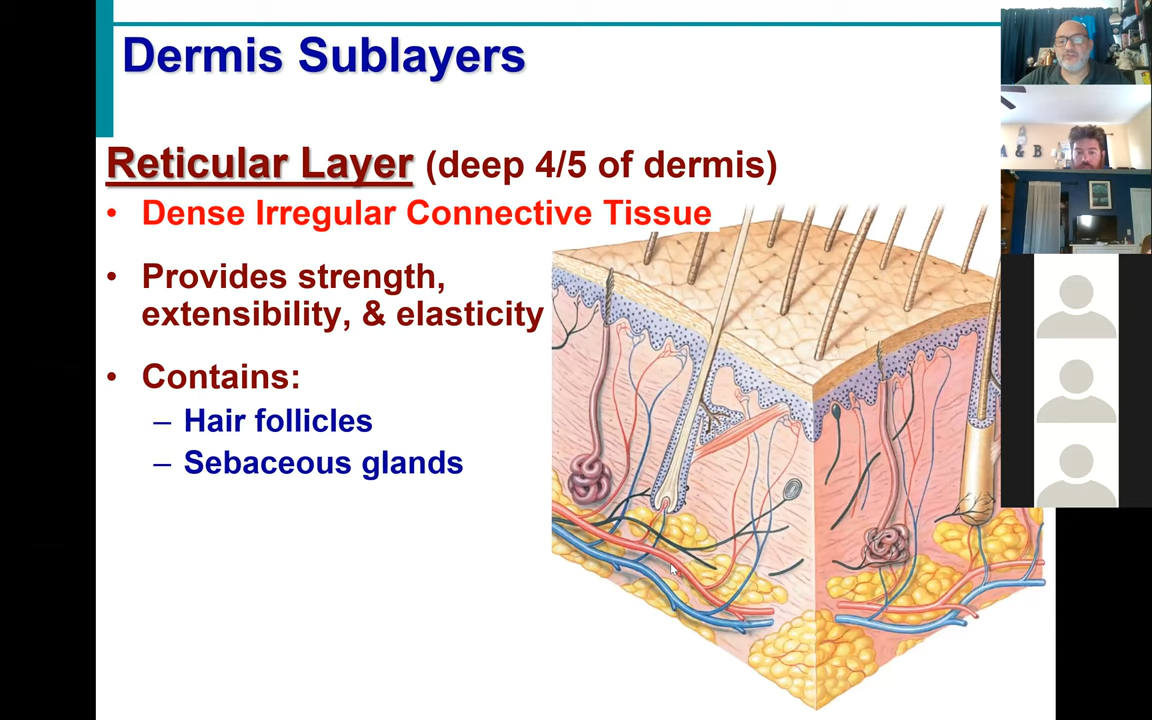 Dermis Sublayers
Reticular Layer (deep 4/5 of dermis)
• Dense Irregular Connective Tissue
• Provides strength,
extensibility, & elasticity
• Contains:
– Hair follicles
– Sebaceous glands
A & B